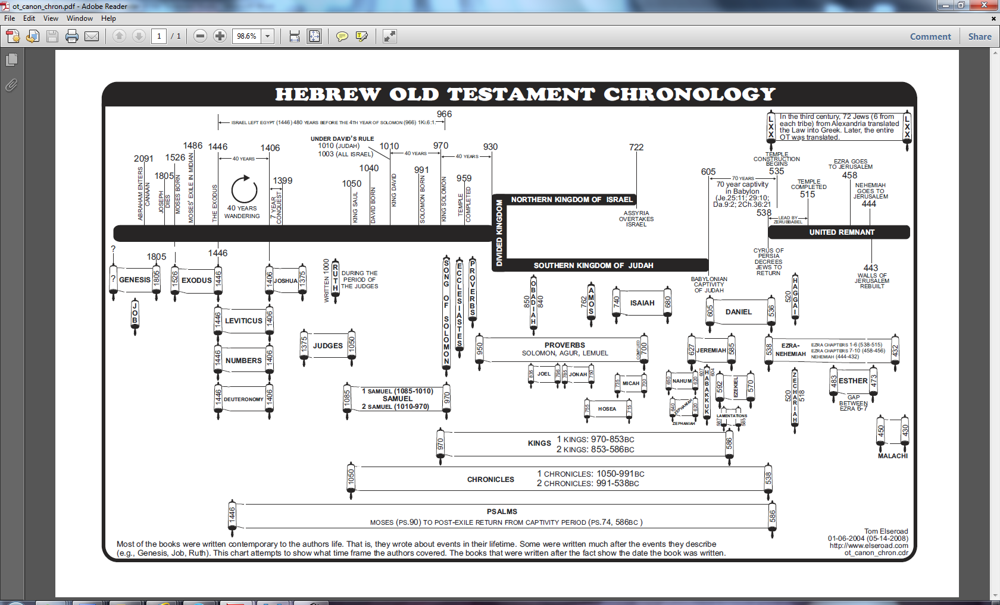 ot_canon_chron.pdf - Adobe Reader
File Edit View Window Help
1 / 1 98.6% Comment Share
HEBREW OLD TESTAMENT CHRONOLOGY
966
ISRAEL LEFT EGYPT (1446) 480 YEARS BEFORE THE 4TH YEAR OF SOLOMON (966) 1Ki.6:1.
LXX
In the third century, 72 Jews (6 from
each tribe) from Alexandria translated
the Law into Greek. Later, the entire
OT was translated.
LXX
2091
ABRAHAM ENTERS
CANAAN
1805
JOSEPH
DIES
1526
MOSES BORN
1486
MOSES' EXILE IN MIDIAN
1446
THE EXODUS
40 YEARS
40 YEARS
WANDERING
1406
7 YEAR
CONQUEST
1399
UNDER DAVID'S RULE
1010 (JUDAH)
1003 (ALL ISRAEL)
1050
KING SAUL
1040
DAVID BORN
1010
KING DAVID
40 YEARS
991
SOLOMON BORN
970
KING SOLOMON
40 YEARS
959
TEMPLE
COMPLETED
930
DIVIDED KINGDOM
NORTHERN KINGDOM OF ISRAEL
722
ASSYRIA
OVERTAKES
ISRAEL
SOUTHERN KINGDOM OF JUDAH
605
70 YEARS
70 year captivity
in Babylon
(Je.25:11; 29:10;
Da.9:2; 2Ch.36:21
BABYLONIAN
CAPTIVITY
OF JUDAH
TEMPLE
CONSTRUCTION
BEGINS
535
538
LEAD BY
ZERUBBABEL
CYRUS OF
PERSIA
DECREES
JEWS TO
RETURN
TEMPLE
COMPLETED
515
EZRA GOES
TO JERUSALEM
458
NEHEMIAH
GOES TO
JERUSALEM
444
UNITED REMNANT
443
WALLS OF
JERUSALEM
REBUILT
?
1805
1446
? GENESIS 1805
1526 EXODUS 1446
1406 JOSHUA 1375
WRITTEN 1000
RUTH
DURING THE
PERIOD OF
THE JUDGES
SONG OF SOLOMON
ECCLESIASTES
PROVERBS
850 OBADIAH 840
762 AMOS
740 ISAIAH 680
605 DANIEL 536
520 HAGGAI
JOB
1446 LEVITICUS 1406
1375 JUDGES 1050
950 PROVERBS COMPILED 700
SOLOMON, AGUR, LEMUEL
627 JEREMIAH 585
538 EZRA-
NEHEMIAH
EZRA CHAPTERS 1-6 (538-515)
EZRA CHAPTERS 7-10 (458-456)
NEHEMIAH (444-432)
432
1446 NUMBERS 1406
835 JOEL 796
785 JONAH 750
735 MICAH 700
650 NAHUM 620
607 HABAKKUK 604
592 EZEKIEL 570
520 ZECHARIAH 518
483 ESTHER 473
GAP
BETWEEN
EZRA 6-7
1446 DEUTERONOMY 1406
1085
1 SAMUEL (1085-1010)
SAMUEL
2 SAMUEL (1010-970)
970
755 HOSEA 715
640 ZEPHANIAH 620
ZEPHANIAH
587 LAMENTATIONS 585
450 430
MALACHI
970 KINGS 586
1 KINGS: 970-853BC
2 KINGS: 853-586BC
1050 CHRONICLES 538
1 CHRONICLES: 1050-991BC
2 CHRONICLES: 991-538BC
1446 PSALMS 586
MOSES (PS.90) TO POST-EXILE RETURN FROM CAPTIVITY PERIOD (PS.74, 586BC )
Most of the books were written contemporary to the authors life. That is, they wrote about events in their lifetime. Some were written much after the events they describe
(e.g., Genesis, Job, Ruth). This chart attempts to show what time frame the authors covered. The books that were written after the fact show the date the book was written.
Tom Elseroad
01-06-2004 (05-14-2008)
http://www.elseroad.com
ot_canon_chron.cdr